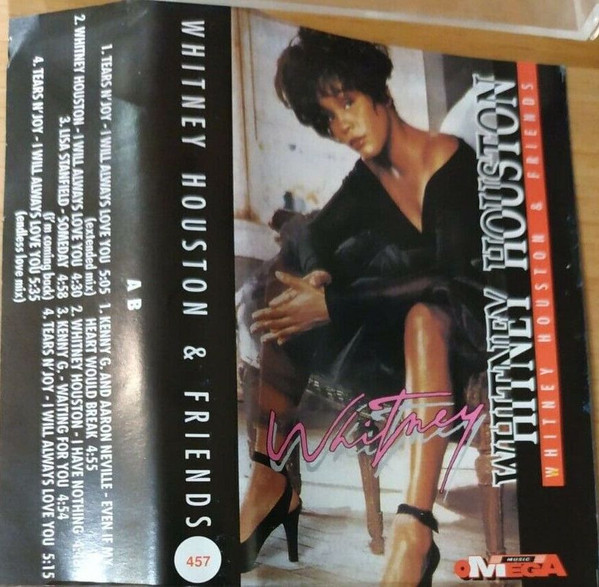 WHITNEY HOUSTON & FRIENDS
WHITNEY HOUSTON
Whitney
MUSIC
OMEGA
WHITNEY HOUSTON & FRIENDS
457
A
1. TEARS N'JOY - I WILL ALWAYS LOVE YOU 5:05
(extended mix)
2. WHITNEY HOUSTON - I WILL ALWAYS LOVE YOU 4:30
3. LISA STANFIELD - SOMEDAY 4:58
(i'm coming back)
4. TEARS N'JOY - I WILL ALWAYS LOVE YOU 5:35
(endless love mix)
B
1. KENNY G. AND AARON NEVILLE - EVEN IF MY
HEART WOULD BREAK 4:55
2. WHITNEY HOUSTON - I HAVE NOTHING
3. KENNY G. - WAITING FOR YOU 4:54
4. TEARS N'JOY - I WILL ALWAYS LOVE YOU 5:15